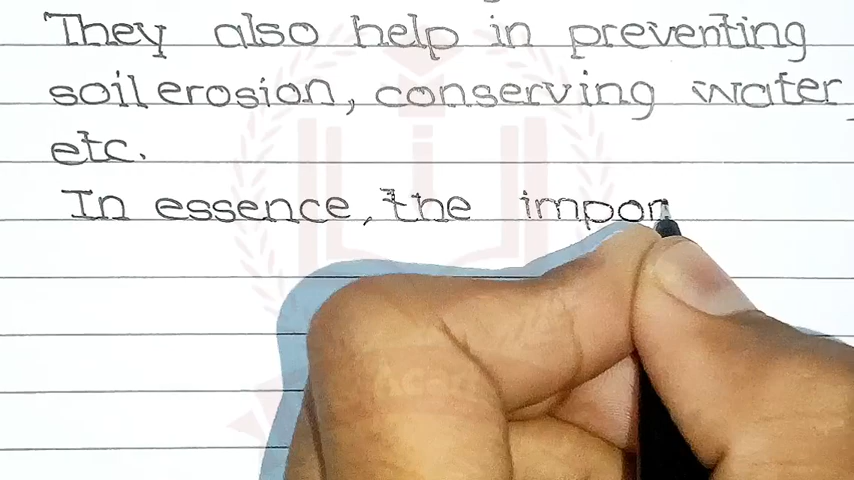 They also help in preventing
soil erosion, conserving water,
etc.
In essence, the impor